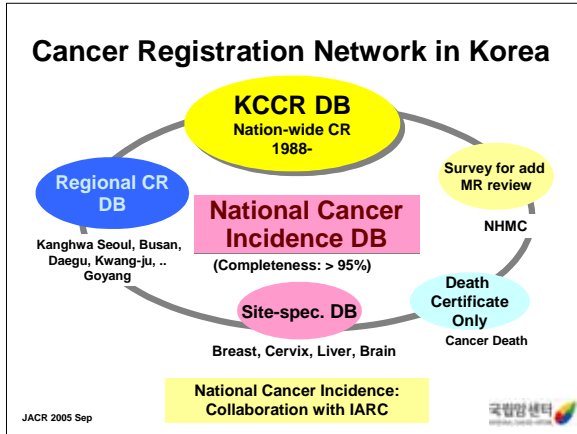 Cancer Registration Network in Korea
KCCR DB
Nation-wide CR
1988-
Regional CR
DB
Survey for add
MR review
National Cancer
Incidence DB
NHMC
Kanghwa Seoul, Busan,
Daegu, Kwang-ju, ..
Goyang
(Completeness: > 95%)
Death
Certificate
Only
Site-spec. DB
Cancer Death
Breast, Cervix, Liver, Brain
National Cancer Incidence:
Collaboration with IARC
JACR 2005 Sep
국립암센터